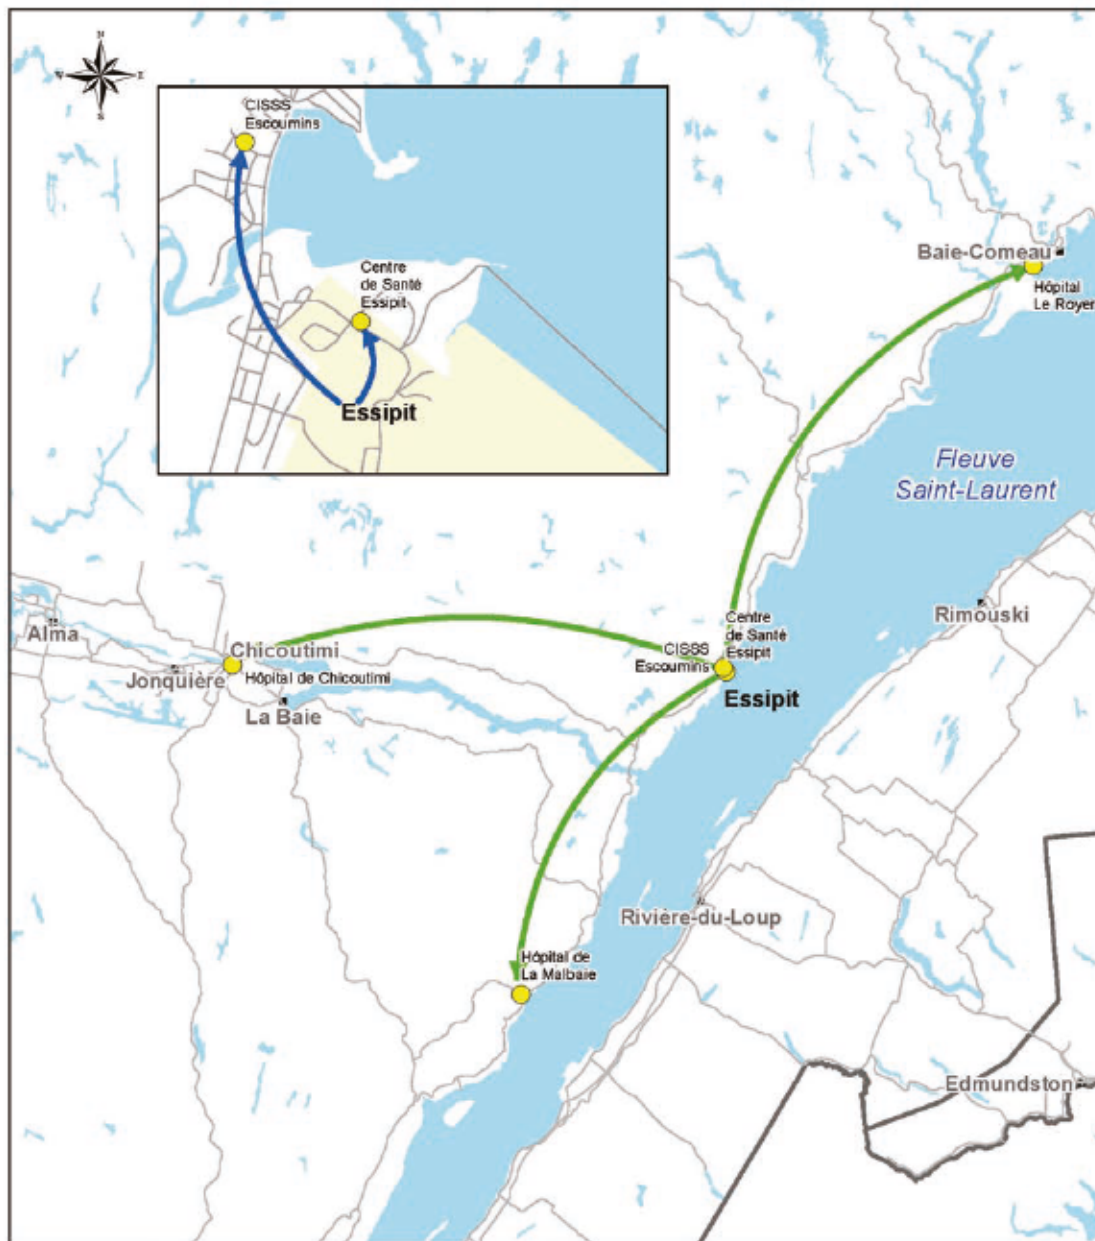 N
W
E
S
CISSS
Escoumins
Centre
de Santé
Essipit
Essipit
Baie-Comeau
Hôpital
Le Royer
Fleuve
Saint-Laurent
Rimouski
Centre
de Santé
Essipit
CISSS
Escoumins
Essipit
Alma
Chicoutimi
Jonquière
Hôpital de Chicoutimi
La Baie
Rivière-du-Loup
Hôpital de
La Malbaie
Edmundston